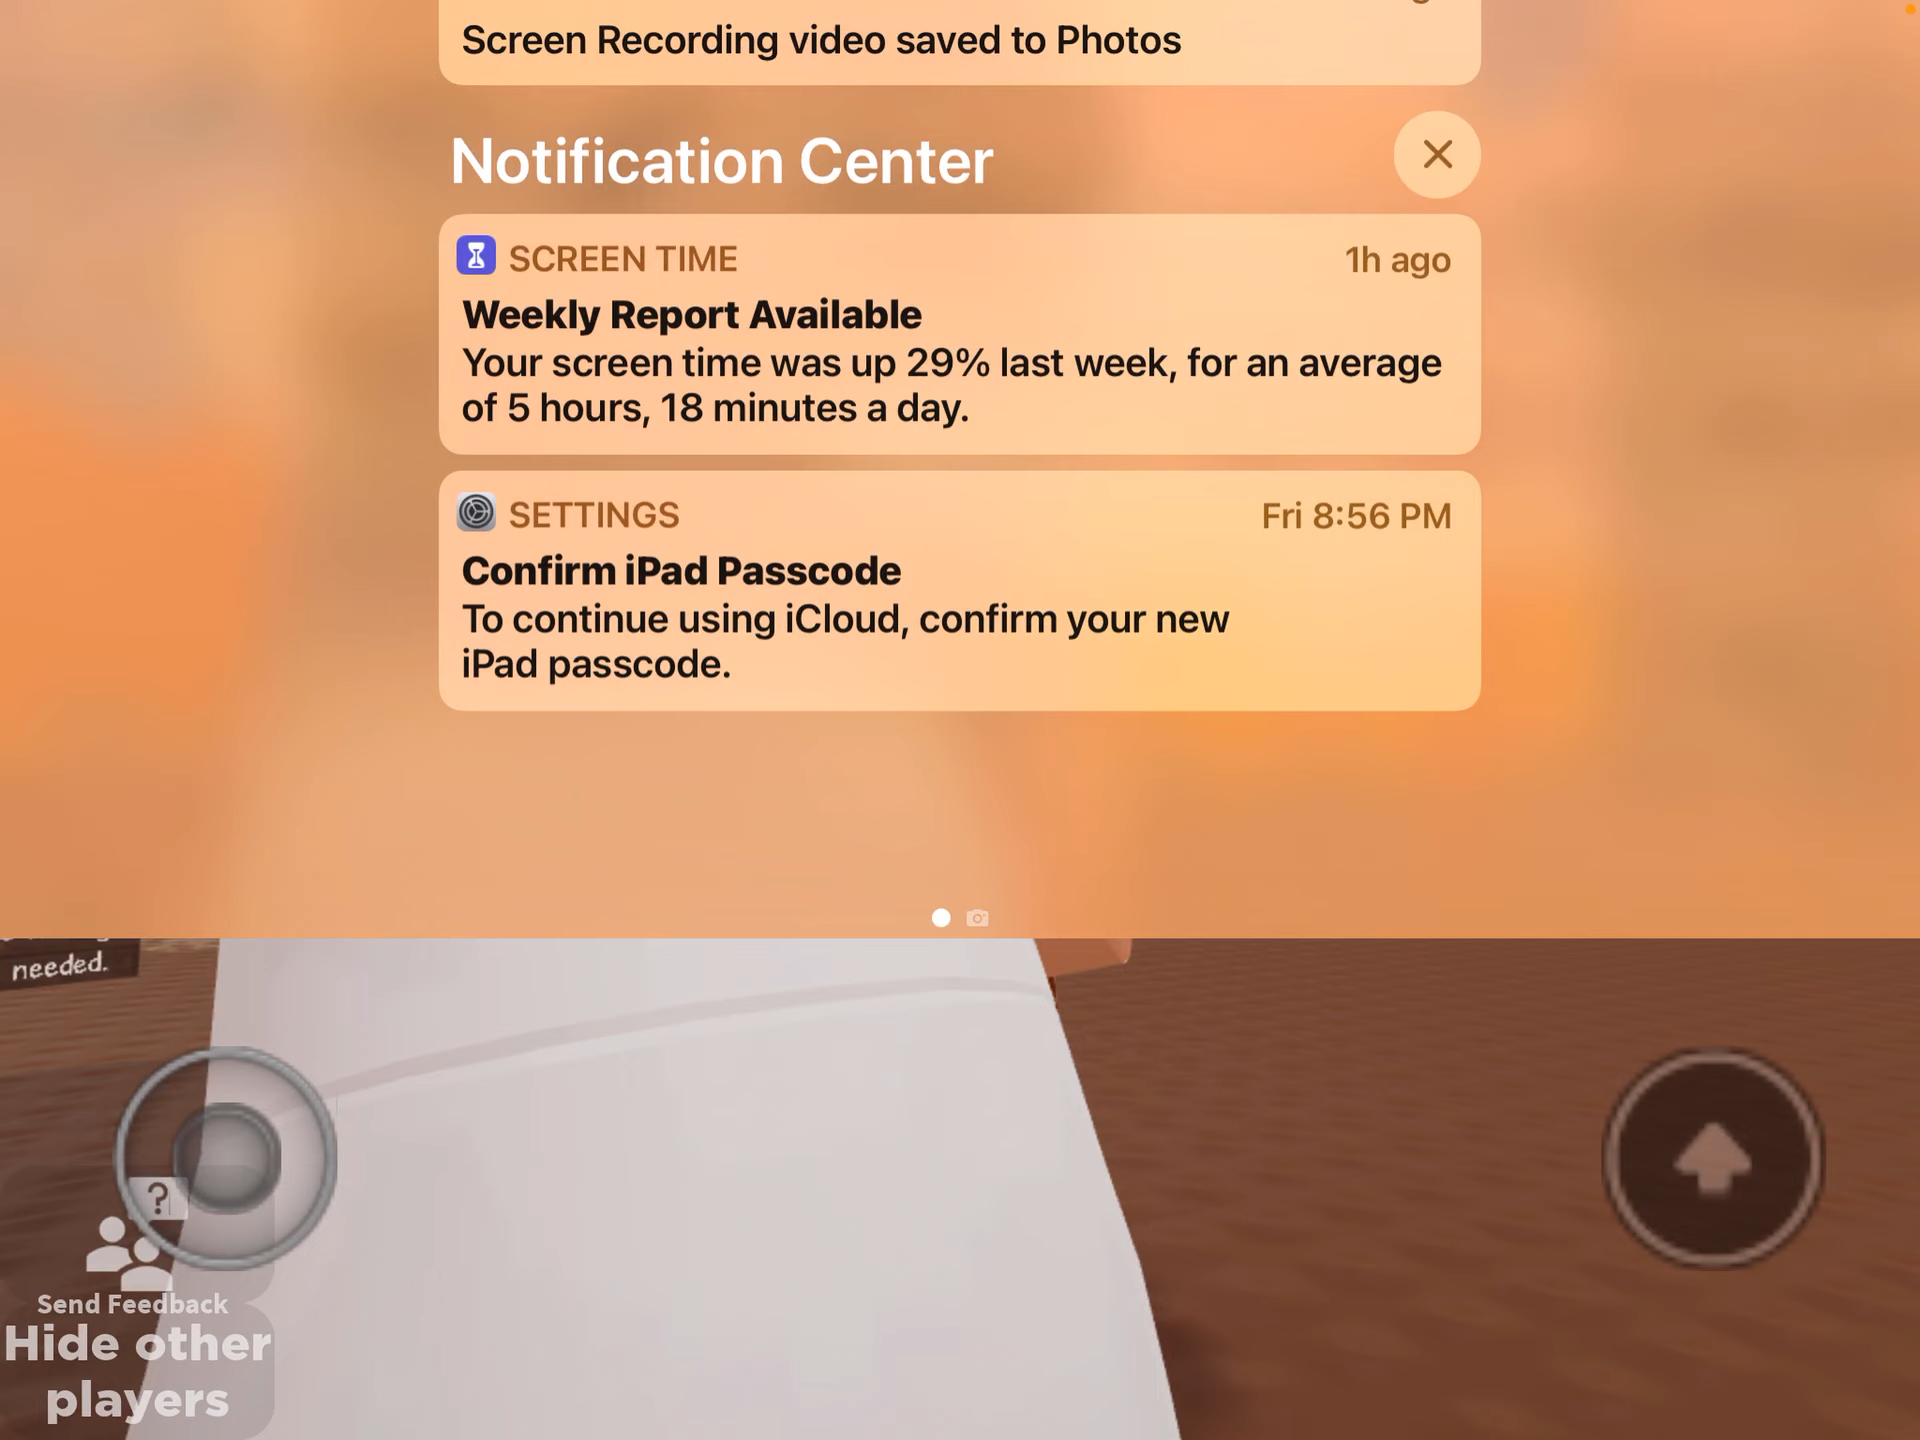 Screen Recording video saved to Photos
Notification Center
SCREEN TIME 1h ago
Weekly Report Available
Your screen time was up 29% last week, for an average
of 5 hours, 18 minutes a day.
SETTINGS Fri 8:56 PM
Confirm iPad Passcode
To continue using iCloud, confirm your new
iPad passcode.
needed.
?
Send Feedback
Hide other
players